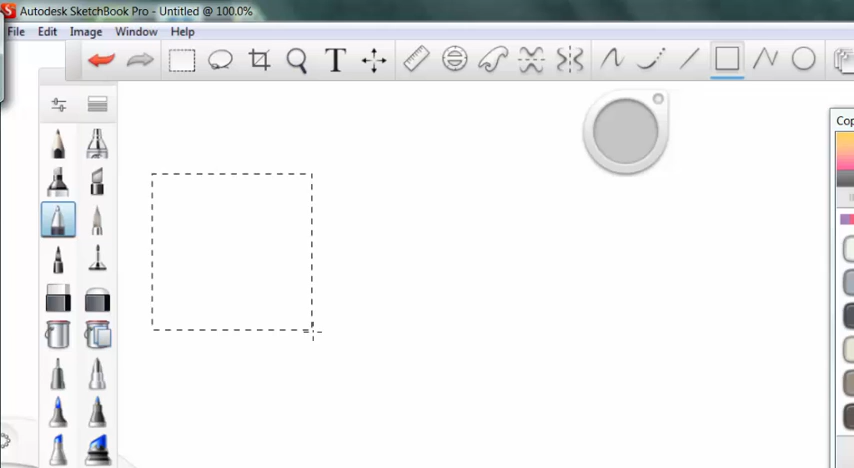 Autodesk SketchBook Pro - Untitled @ 100.0%
File Edit Image Window Help
T
Cop